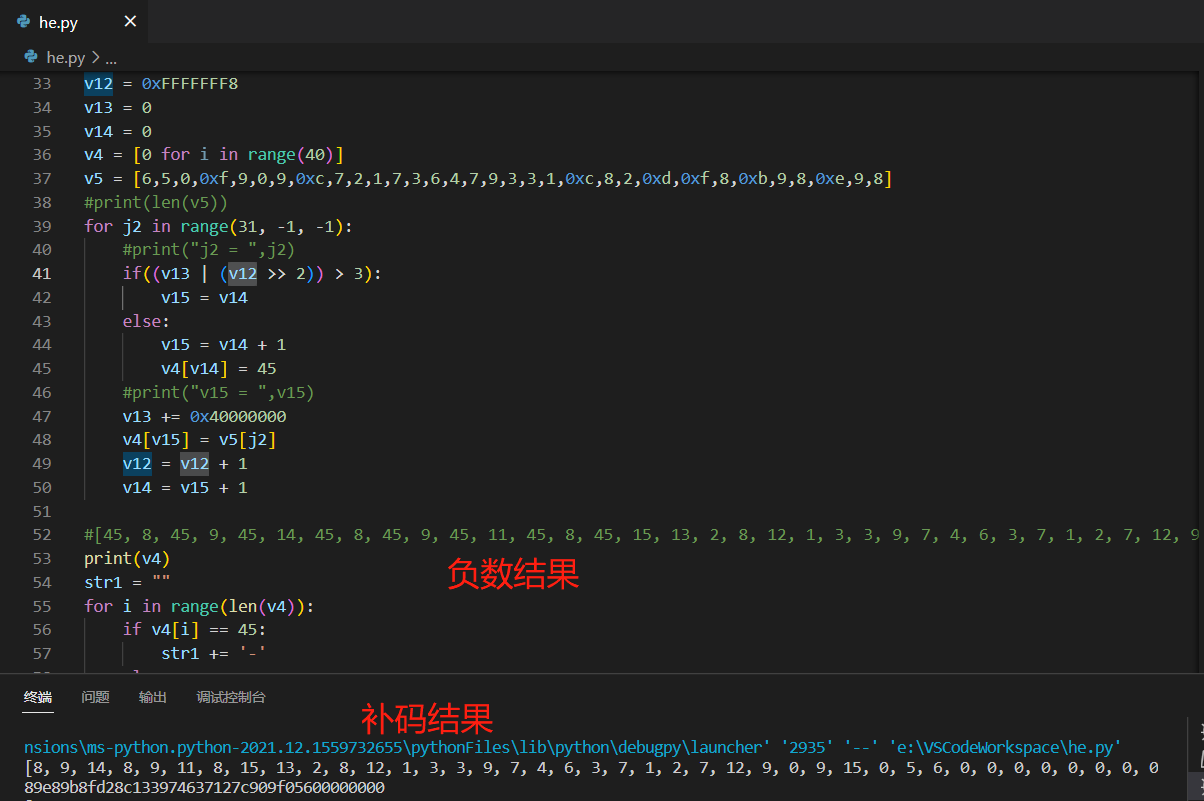 he.py
he.py > ...
33 v12 = 0xFFFFFFF8
34 v13 = 0
35 v14 = 0
36 v4 = [0 for i in range(40)]
37 v5 = [6,5,0,0xf,9,0,9,0xc,7,2,1,7,3,6,4,7,9,3,3,1,0xc,8,2,0xd,0xf,8,0xb,9,8,0xe,9,8]
38 #print(len(v5))
39 for j2 in range(31, -1, -1):
40 #print("j2 = ",j2)
41 if((v13 | (v12 >> 2)) > 3):
42 v15 = v14
43 else:
44 v15 = v14 + 1
45 v4[v14] = 45
46 #print("v15 = ",v15)
47 v13 += 0x40000000
48 v4[v15] = v5[j2]
49 v12 = v12 + 1
50 v14 = v15 + 1
51
52 #[45, 8, 45, 9, 45, 14, 45, 8, 45, 9, 45, 11, 45, 8, 45, 15, 13, 2, 8, 12, 1, 3, 3, 9, 7, 4, 6, 3, 7, 1, 2, 7, 12, 9
53 print(v4)
负数结果
54 str1 = ""
55 for i in range(len(v4)):
56 if v4[i] == 45:
57 str1 += '-'
终端 问题 输出 调试控制台
补码结果
nsions\ms-python.python-2021.12.1559732655\pythonFiles\lib\python\debugpy\launcher' '2935' '--' 'e:\VSCodeWorkspace\he.py'
[8, 9, 14, 8, 9, 11, 8, 15, 13, 2, 8, 12, 1, 3, 3, 9, 7, 4, 6, 3, 7, 1, 2, 7, 12, 9, 0, 9, 15, 0, 5, 6, 0, 0, 0, 0, 0, 0, 0, 0
89e89b8fd28c133974637127c909f05600000000